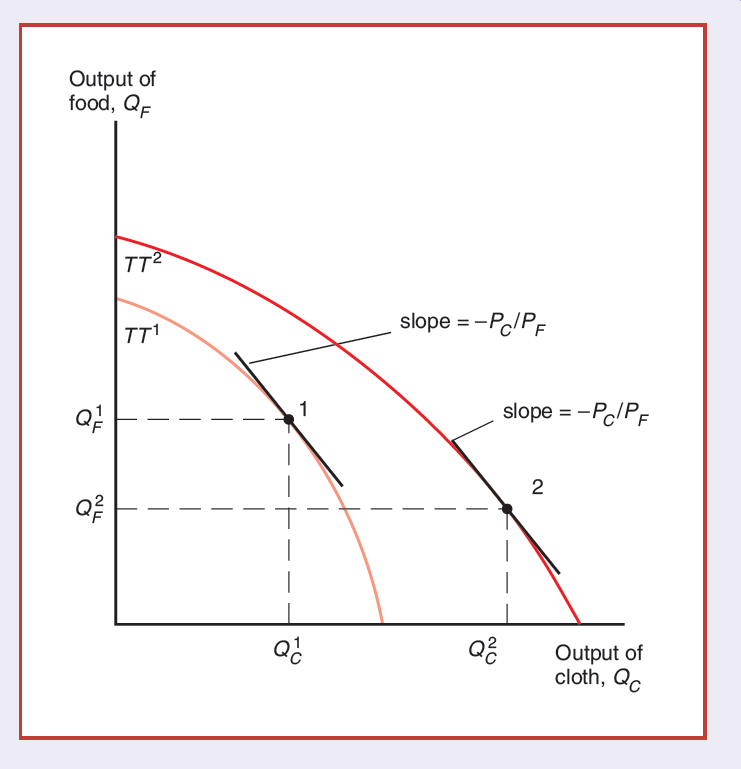 Output of
food, Q_F
TT²
TT¹
slope = –P_C/P_F
slope = –P_C/P_F
Q_F^1
1
2
Q_F^2
Q_C^1
Q_C^2
Output of
cloth, Q_C